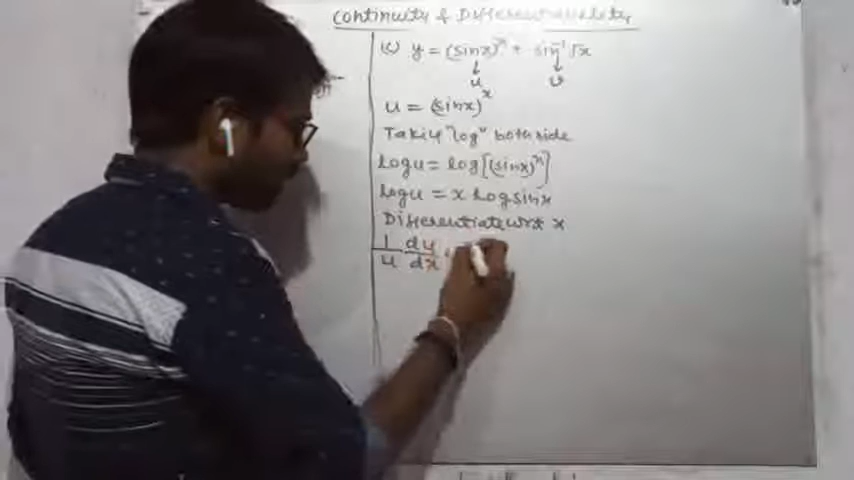 Continuity & Differentiability
(c) y = (sinx)^x + sin^-1 √x
↓ ↓
u v
u = (sinx)^x
Taking "log" both side
logu = log[(sinx)^x]
logu = x logsinx
Differentiate wrt x
1/u du/dx